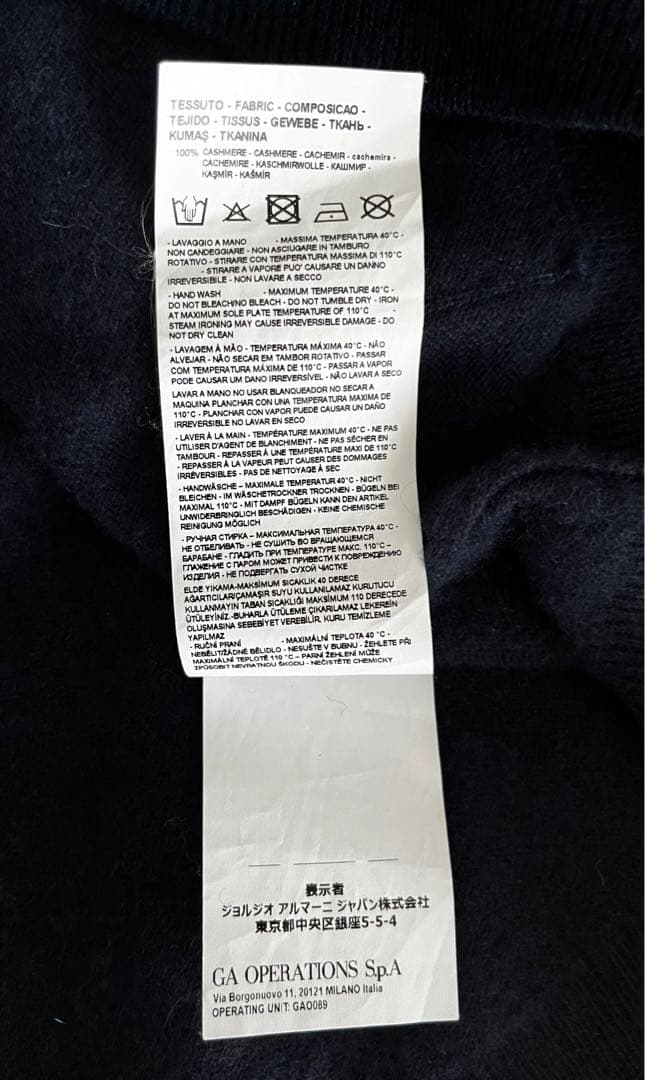 TESSUTO - FABRIC - COMPOSICAO -
TEJIDO - TISSUS - GEWEBE - ТКАНЬ -
KUMAŞ - TKANINA
100% CASHMERE - CASHMERE - CACHEMIR - cachemira -
CACHEMIRE - KASCHMIRWOLLE - КАШМИР -
KAŞMİR - KAŠMÍR
- LAVAGGIO A MANO - MASSIMA TEMPERATURA 40°C -
NON CANDEGGIARE - NON ASCIUGARE IN TAMBURO
ROTATIVO - STIRARE CON TEMPERATURA MASSIMA DI 110°C
- STIRARE A VAPORE PUO' CAUSARE UN DANNO
IRREVERSIBILE - NON LAVARE A SECCO
- HAND WASH - MAXIMUM TEMPERATURE 40°C -
DO NOT BLEACH/NO BLEACH - DO NOT TUMBLE DRY - IRON
AT MAXIMUM SOLE PLATE TEMPERATURE OF 110°C -
STEAM IRONING MAY CAUSE IRREVERSIBLE DAMAGE - DO
NOT DRY CLEAN
- LAVAGEM À MÃO - TEMPERATURA MÁXIMA 40°C - NÃO
ALVEJAR - NÃO SECAR EM TAMBOR ROTATIVO - PASSAR
COM TEMPERATURA MÁXIMA DE 110°C - PASSAR A VAPOR
PODE CAUSAR UM DANO IRREVERSÍVEL - NÃO LAVAR A SECO
LAVAR A MANO NO USAR BLANQUEADOR NO SECAR A
MAQUINA PLANCHAR CON UNA TEMPERATURA MAXIMA DE
110°C - PLANCHAR CON VAPOR PUEDE CAUSAR UN DAÑO
IRREVERSIBLE NO LAVAR EN SECO
- LAVER À LA MAIN - TEMPÉRATURE MAXIMUM 40°C - NE PAS
UTILISER D'AGENT DE BLANCHIMENT - NE PAS SÉCHER EN
TAMBOUR - REPASSER À UNE TEMPÉRATURE MAXI DE 110°C
- REPASSER À LA VAPEUR PEUT CAUSER DES DOMMAGES
IRRÉVERSIBLES - PAS DE NETTOYAGE À SEC
- HANDWÄSCHE – MAXIMALE TEMPERATUR 40°C - NICHT
BLEICHEN - IM WÄSCHETROCKNER TROCKNEN - BÜGELN BEI
MAXIMAL 110°C - MIT DAMPF BÜGELN KANN DEN ARTIKEL
UNWIDERBRINGLICH BESCHÄDIGEN - KEINE CHEMISCHE
REINIGUNG MÖGLICH
- РУЧНАЯ СТИРКА – МАКСИМАЛЬНАЯ ТЕМПЕРАТУРА 40°C -
НЕ ОТБЕЛИВАТЬ - НЕ СУШИТЬ ВО ВРАЩАЮЩЕМСЯ
БАРАБАНЕ - ГЛАДИТЬ ПРИ ТЕМПЕРАТУРЕ МАКС. 110°C –
ГЛАЖЕНИЕ С ПАРОМ МОЖЕТ ПРИВЕСТИ К ПОВРЕЖДЕНИЮ
ИЗДЕЛИЯ - НЕ ПОДВЕРГАТЬ СУХОЙ ЧИСТКЕ
ELDE YIKAMA-MAKSİMUM SICAKLIK 40 DERECE
AĞARTICILAR/ÇAMAŞIR SUYU KULLANILAMAZ KURUTUCU
KULLANMAYIN TABAN SICAKLIĞI MAKSİMUM 110 DERECEDE
ÜTÜLEYİNİZ.-BUHARLA ÜTÜLEME ÇIKARILAMAZ LEKEREİN
OLUŞMASINA SEBEBİYET VEREBİLİR. KURU TEMİZLEME
YAPILMAZ
- RUČNÍ PRANÍ - MAXIMÁLNÍ TEPLOTA 40 °C -
NEBĚLIT/ŽÁDNÉ BĚLIDLO - NESUŠTE V BUBNU - ŽEHLETE PŘI
MAXIMÁLNÍ TEPLOTĚ 110 °C – PARNÍ ŽEHLENÍ MŮŽE
ZPŮSOBIT NEVRATNOU ŠKODU - NEČISTĚTE CHEMICKY
表示者
ジョルジオ アルマーニ ジャパン株式会社
東京都中央区銀座5-5-4
GA OPERATIONS S.p.A
Via Borgonuovo 11, 20121 MILANO Italia
OPERATING UNIT: GAO089